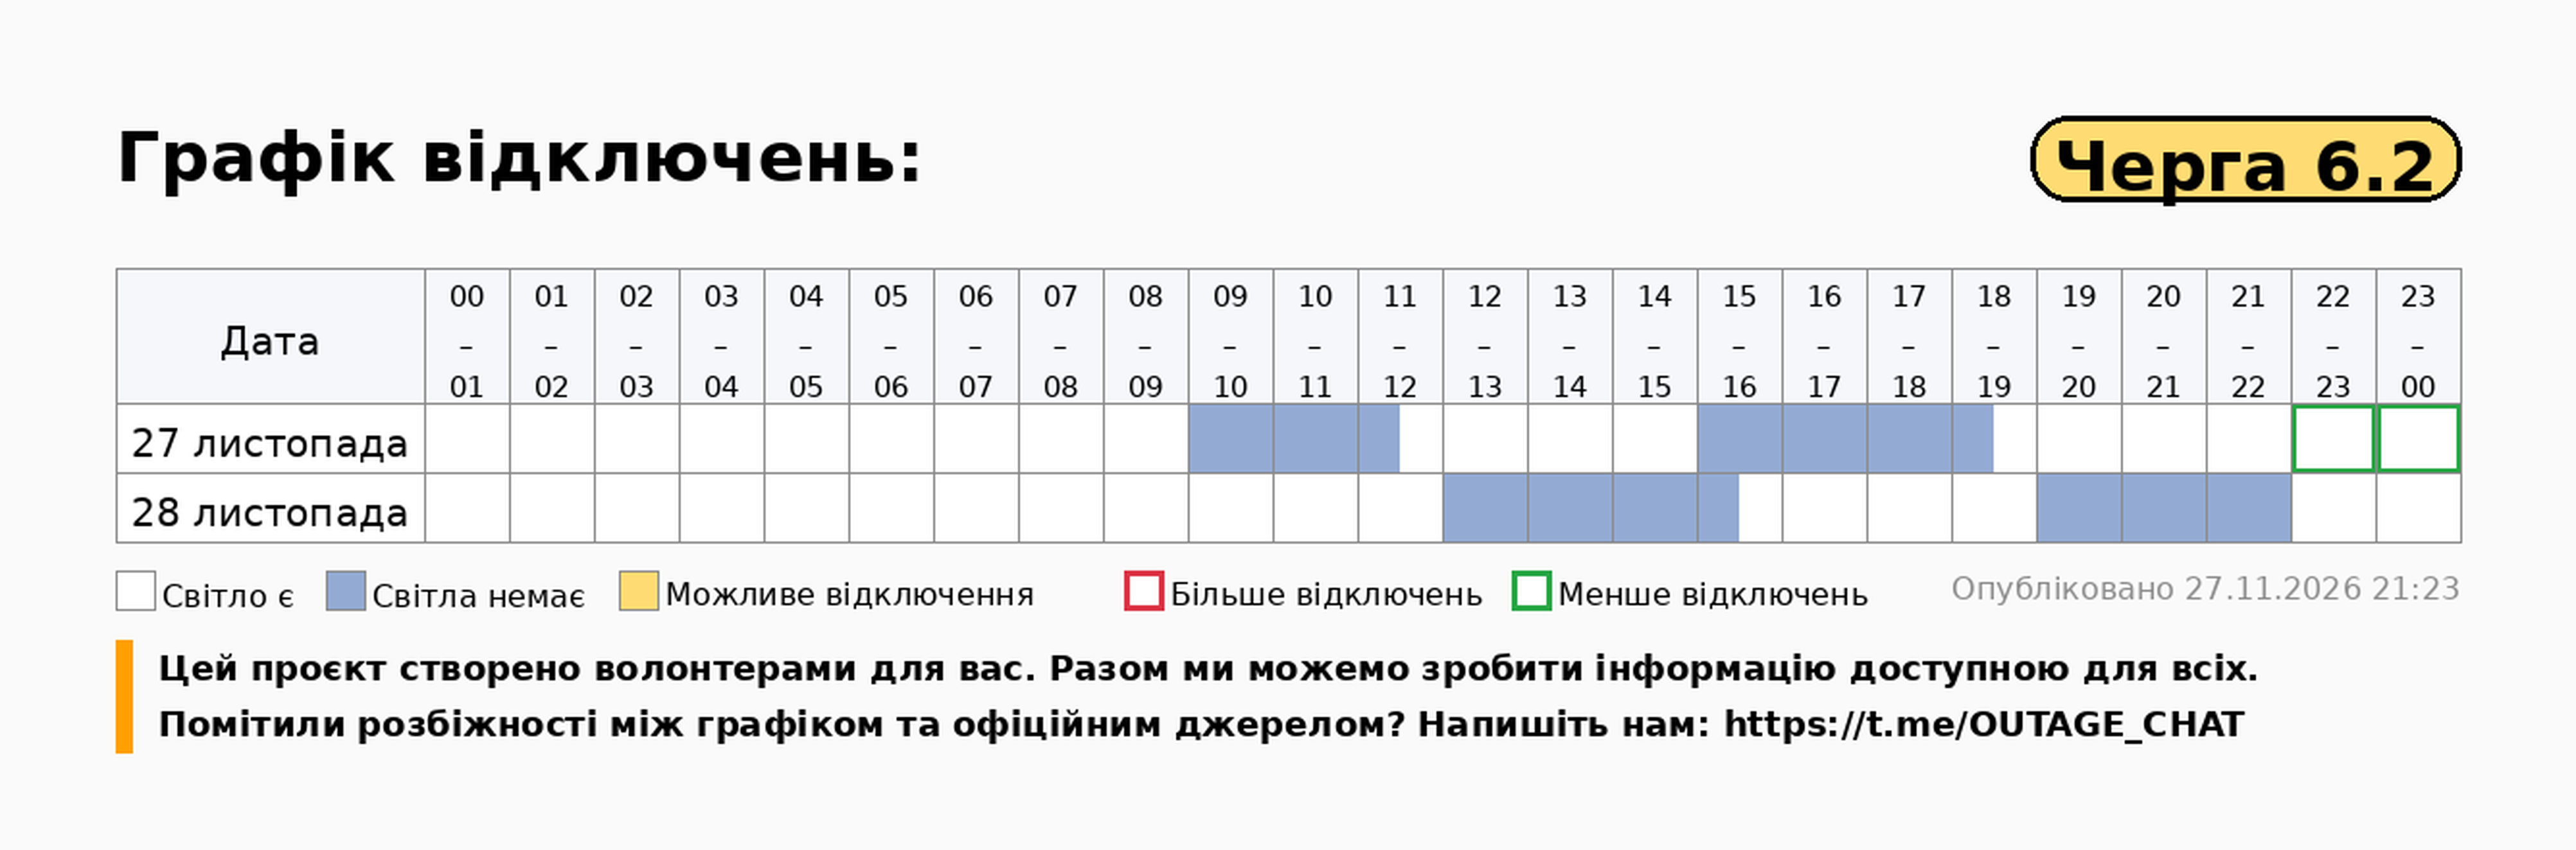 Графік відключень:
Черга 6.2
Дата
00 – 01
01 – 02
02 – 03
03 – 04
04 – 05
05 – 06
06 – 07
07 – 08
08 – 09
09 – 10
10 – 11
11 – 12
12 – 13
13 – 14
14 – 15
15 – 16
16 – 17
17 – 18
18 – 19
19 – 20
20 – 21
21 – 22
22 – 23
23 – 00
27 листопада
28 листопада
Світло є
Світла немає
Можливе відключення
Більше відключень
Менше відключень
Опубліковано 27.11.2026 21:23
Цей проєкт створено волонтерами для вас. Разом ми можемо зробити інформацію доступною для всіх.
Помітили розбіжності між графіком та офіційним джерелом? Напишіть нам: https://t.me/OUTAGE_CHAT